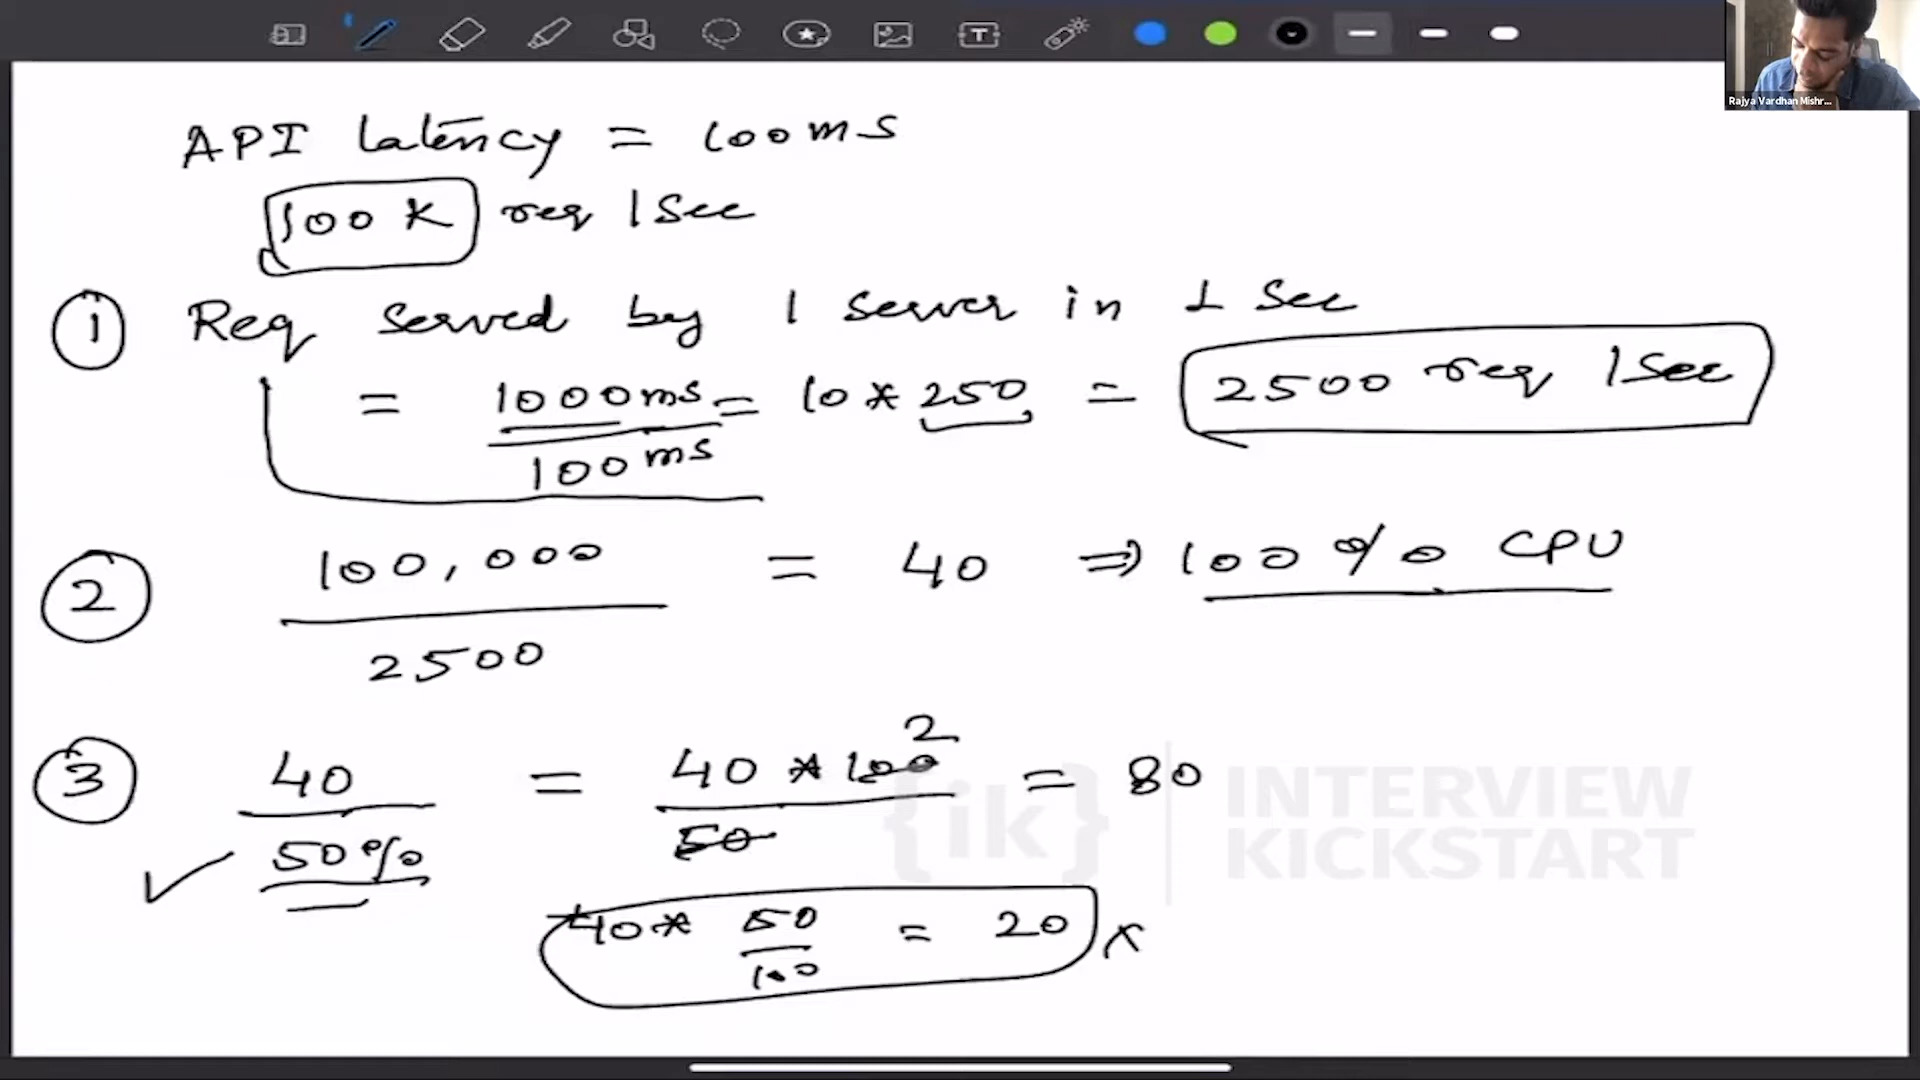 T
Rajya Vardhan Mishr...
API latency = 100ms
100 K req / sec
1 Req served by 1 server in 1 Sec
= 1000ms / 100ms = 10 * 250 = 2500 req / sec
2 100,000 / 2500 = 40 => 100 % CPU
3 40 / 50% = 40 * 100 2 / 50 = 80
40 * 50 / 100 = 20 x
{ik} INTERVIEW
KICKSTART